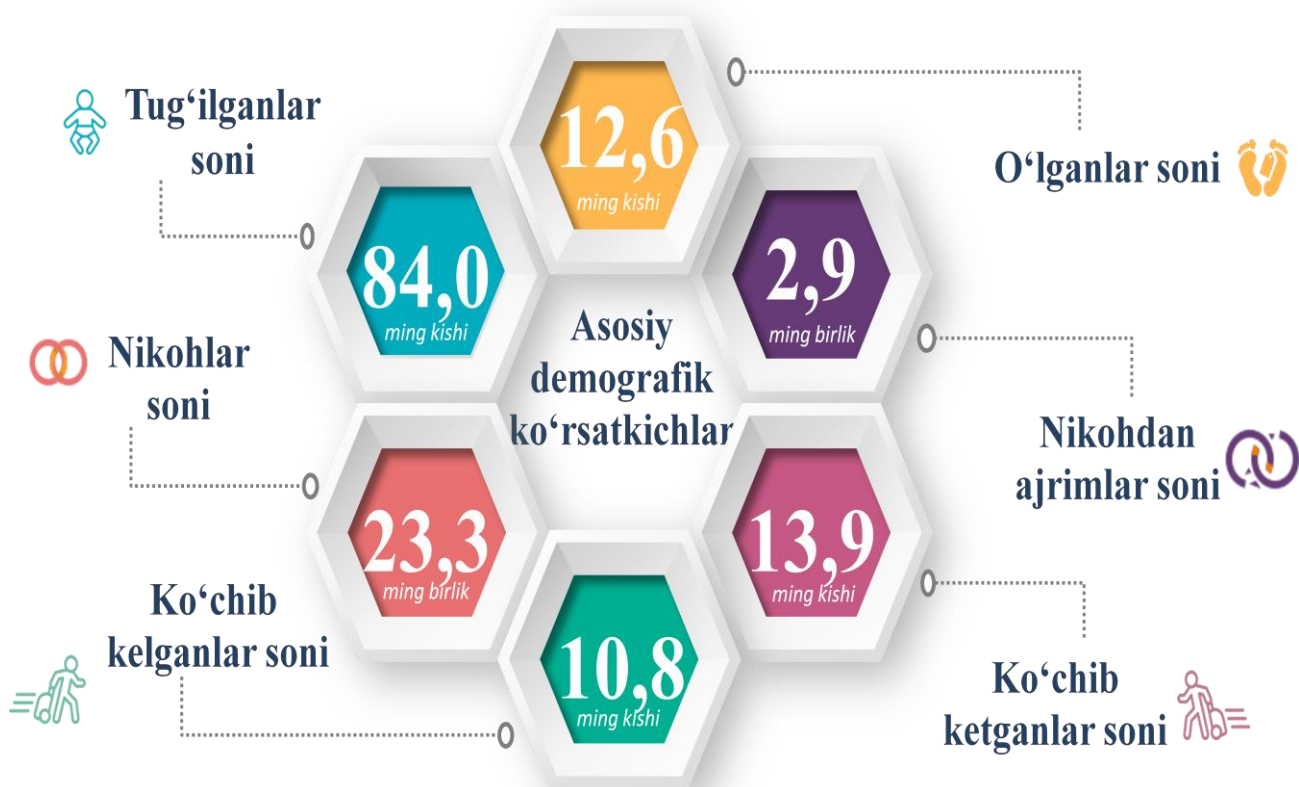 Tug‘ilganlar
soni
84,0
ming kishi
12,6
ming kishi
O‘lganlar soni
2,9
ming birlik
Asosiy
demografik
ko‘rsatkichlar
Nikohlar
soni
23,3
ming birlik
Nikohdan
ajrimlar soni
13,9
ming kishi
Ko‘chib
kelganlar soni
10,8
ming kishi
Ko‘chib
ketganlar soni